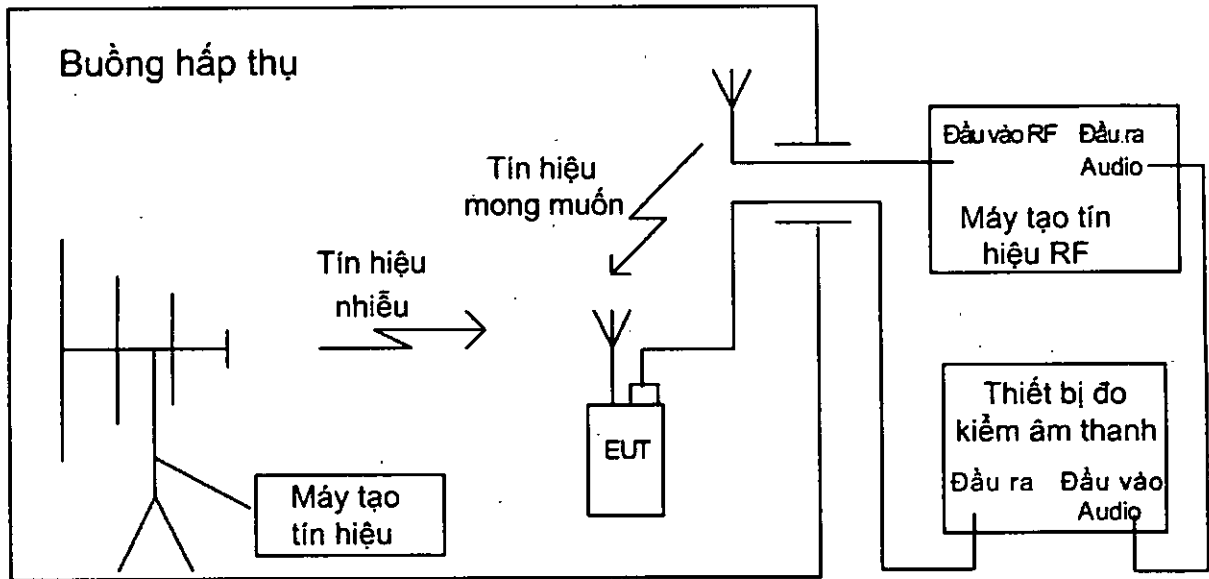 Buồng hấp thụ
Tín hiệu
mong muốn
Tín hiệu
nhiễu
EUT
Máy tạo
tín hiệu
Đầu vào RF Đầu ra
Audio
Máy tạo tín
hiệu RF
Thiết bị đo
kiểm âm thanh
Đầu ra Đầu vào
Audio